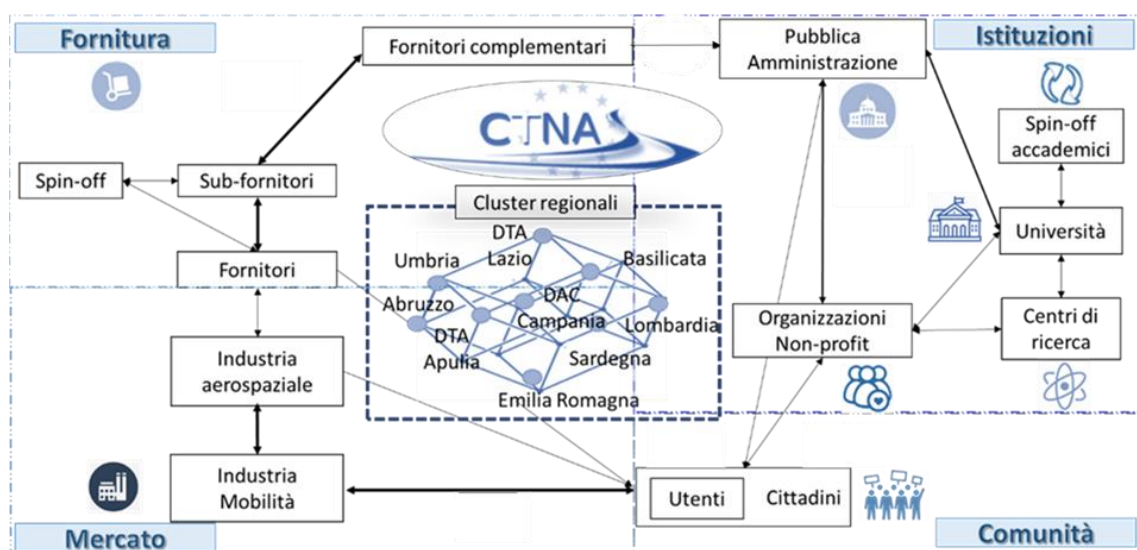 Fornitura
Fornitori complementari
Pubblica
Amministrazione
Istituzioni
CTNA
Spin-off
accademici
Spin-off
Sub-fornitori
Cluster regionali
Università
DTA
Lazio
Umbria
Basilicata
Fornitori
Abruzzo
DAC
Campania
Lombardia
DTA
Apulia
Sardegna
Emilia Romagna
Organizzazioni
Non-profit
Centri di
ricerca
Industria
aerospaziale
Industria
Mobilità
Utenti
Cittadini
Mercato
Comunità